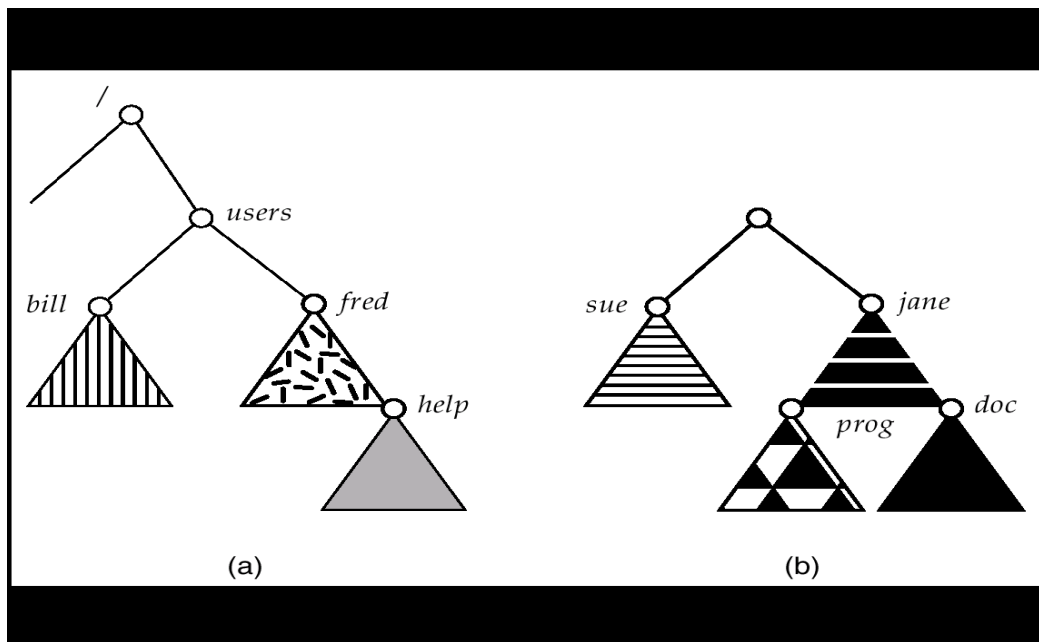 /
users
bill
fred
help
(a)
sue
jane
prog
doc
(b)